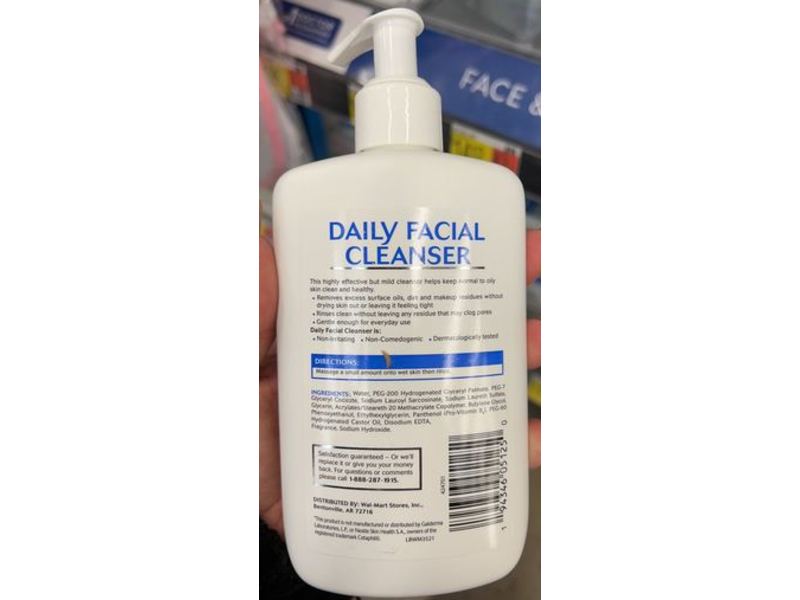 FACE &
DAILY FACIAL
CLEANSER
This highly effective but mild cleanser helps keep normal to oily
skin clean and healthy.
• Removes excess surface oils, dirt and makeup residues without
drying skin out or leaving it feeling tight
• Rinses clean without leaving any residue that may clog pores
• Gentle enough for everyday use
Daily Facial Cleanser is:
• Non-Irritating • Non-Comedogenic • Dermatologically tested
DIRECTIONS:
Massage a small amount onto wet skin then rinse.
INGREDIENTS: Water, PEG-200 Hydrogenated Glyceryl Palmate, PEG-7
Glyceryl Cocoate, Sodium Lauroyl Sarcosinate, Sodium Laureth Sulfate,
Glycerin, Acrylates/Steareth-20 Methacrylate Copolymer, Butylene Glycol,
Phenoxyethanol, Ethylhexylglycerin, Panthenol (Pro-Vitamin B5), PEG-60
Hydrogenated Castor Oil, Disodium EDTA,
Fragrance, Sodium Hydroxide.
Satisfaction guaranteed – Or we'll
replace it or give you your money
back. For questions or comments
please call 1-888-287-1915.
424701
1 94346 05125 0
DISTRIBUTED By: Wal-Mart Stores, Inc.,
Bentonville, AR 72716
*This product is not manufactured or distributed by Galderma
Laboratories, L.P., or Nestle Skin Health S.A., owners of the
registered trademark Cetaphil®.
LBWM3521